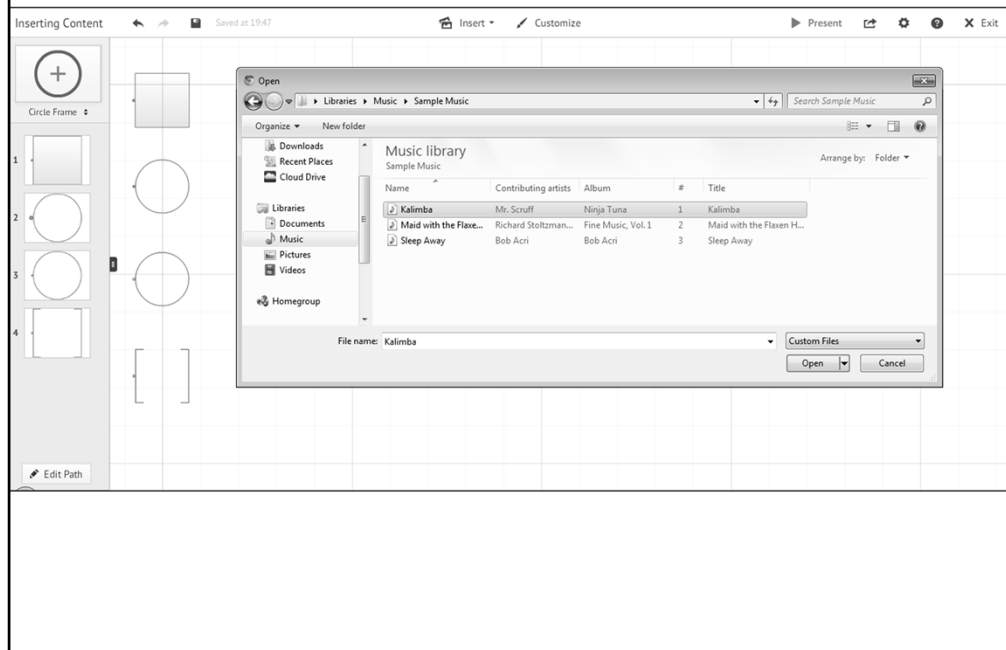 Inserting Content Saved at 19:47 Insert Customize Present Exit
Circle Frame
1
2
3
4
Edit Path
Open
Libraries Music Sample Music Search Sample Music
Organize New folder
Downloads
Recent Places
Cloud Drive
Libraries
Documents
Music
Pictures
Videos
Homegroup
Music library
Sample Music
Arrange by: Folder
Name Contributing artists Album # Title
Kalimba Mr. Scruff Ninja Tuna 1 Kalimba
Maid with the Flaxe... Richard Stoltzman... Fine Music, Vol. 1 2 Maid with the Flaxen H...
Sleep Away Bob Acri Bob Acri 3 Sleep Away
File name: Kalimba Custom Files
Open Cancel